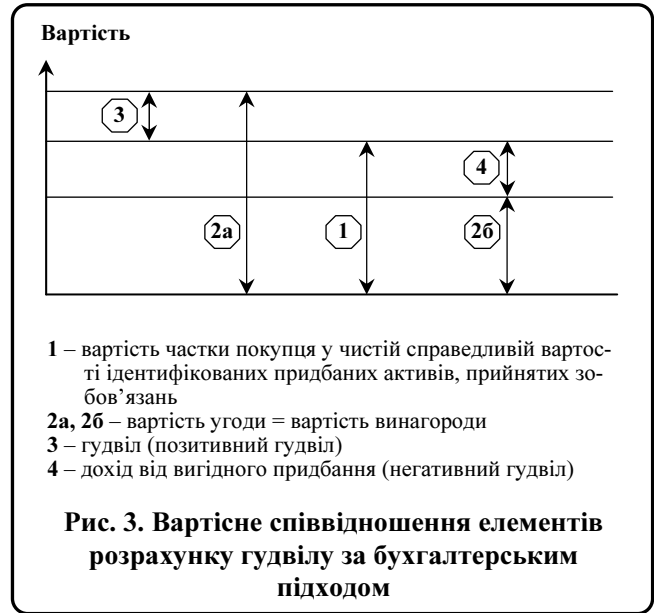 Вартість
3
4
2а
1
2б
1 – вартість частки покупця у чистій справедливій вартос-
ті ідентифікованих придбаних активів, прийнятих зо-
бов’язань
2а, 2б – вартість угоди = вартість винагороди
3 – гудвіл (позитивний гудвіл)
4 – дохід від вигідного придбання (негативний гудвіл)
Рис. 3. Вартісне співвідношення елементів
розрахунку гудвілу за бухгалтерським
підходом